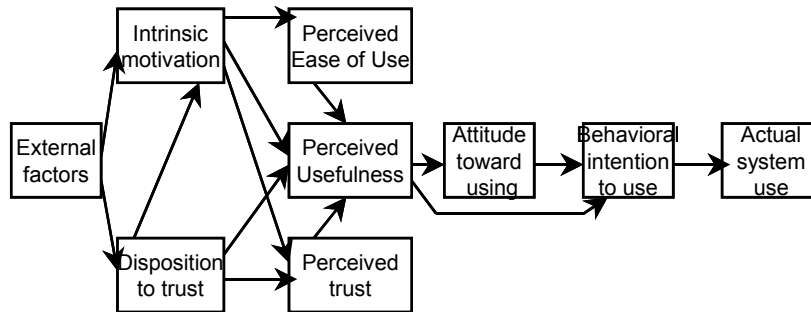 Intrinsic
motivation
Perceived
Ease of Use
External
factors
Perceived
Usefulness
Attitude
toward
using
Behavioral
intention
to use
Actual
system
use
Disposition
to trust
Perceived
trust